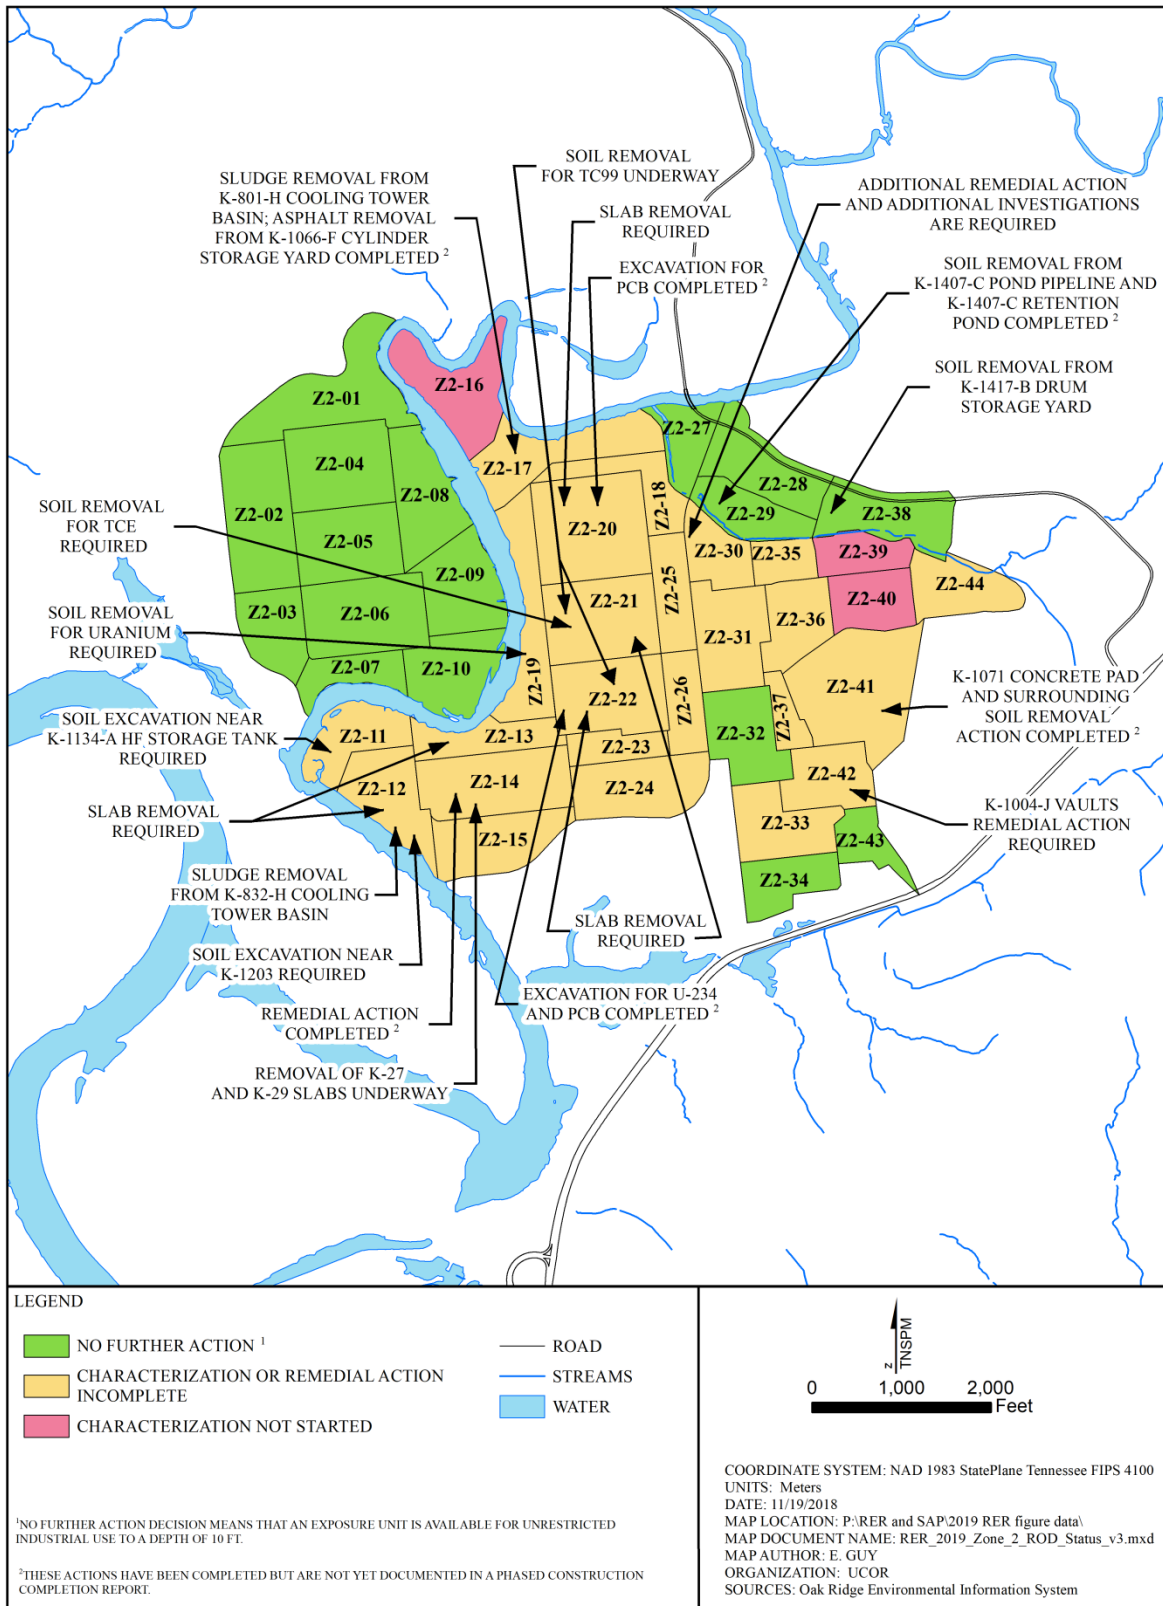 SOIL REMOVAL
FOR TC99 UNDERWAY
SLUDGE REMOVAL FROM
K-801-H COOLING TOWER
BASIN; ASPHALT REMOVAL
FROM K-1066-F CYLINDER
STORAGE YARD COMPLETED 2
SLAB REMOVAL
REQUIRED
EXCAVATION FOR
PCB COMPLETED 2
ADDITIONAL REMEDIAL ACTION
AND ADDITIONAL INVESTIGATIONS
ARE REQUIRED
SOIL REMOVAL FROM
K-1407-C POND PIPELINE AND
K-1407-C RETENTION
POND COMPLETED 2
SOIL REMOVAL FROM
K-1417-B DRUM
STORAGE YARD
Z2-16
Z2-01
Z2-27
Z2-04
Z2-17
Z2-28
Z2-08
Z2-18
Z2-02
Z2-29
Z2-38
Z2-20
Z2-05
Z2-30
Z2-35
Z2-39
Z2-09
Z2-44
Z2-21
Z2-25
Z2-40
Z2-03
Z2-06
Z2-36
Z2-31
Z2-07
Z2-10
Z2-19
Z2-22
Z2-26
Z2-41
Z2-37
Z2-11
Z2-13
Z2-32
Z2-23
Z2-12
Z2-14
Z2-24
Z2-42
Z2-15
Z2-33
Z2-43
Z2-34
SOIL REMOVAL
FOR TCE
REQUIRED
SOIL REMOVAL
FOR URANIUM
REQUIRED
SOIL EXCAVATION NEAR
K-1134-A HF STORAGE TANK
REQUIRED
SLAB REMOVAL
REQUIRED
SLUDGE REMOVAL
FROM K-832-H COOLING
TOWER BASIN
SOIL EXCAVATION NEAR
K-1203 REQUIRED
REMEDIAL ACTION
COMPLETED 2
REMOVAL OF K-27
AND K-29 SLABS UNDERWAY
SLAB REMOVAL
REQUIRED
EXCAVATION FOR U-234
AND PCB COMPLETED 2
K-1071 CONCRETE PAD
AND SURROUNDING
SOIL REMOVAL
ACTION COMPLETED 2
K-1004-J VAULTS
REMEDIAL ACTION
REQUIRED
LEGEND
NO FURTHER ACTION 1
CHARACTERIZATION OR REMEDIAL ACTION
INCOMPLETE
CHARACTERIZATION NOT STARTED
ROAD
STREAMS
WATER
1NO FURTHER ACTION DECISION MEANS THAT AN EXPOSURE UNIT IS AVAILABLE FOR UNRESTRICTED
INDUSTRIAL USE TO A DEPTH OF 10 FT.
2THESE ACTIONS HAVE BEEN COMPLETED BUT ARE NOT YET DOCUMENTED IN A PHASED CONSTRUCTION
COMPLETION REPORT.
Z
TNSPM
0 1,000 2,000
Feet
COORDINATE SYSTEM: NAD 1983 StatePlane Tennessee FIPS 4100
UNITS: Meters
DATE: 11/19/2018
MAP LOCATION: P:\RER and SAP\2019 RER figure data\
MAP DOCUMENT NAME: RER_2019_Zone_2_ROD_Status_v3.mxd
MAP AUTHOR: E. GUY
ORGANIZATION: UCOR
SOURCES: Oak Ridge Environmental Information System